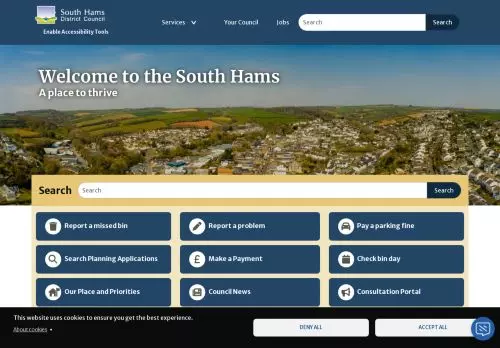 South Hams
District Council
Enable Accessibility Tools
Services
Your Council
Jobs
Search
Search
Welcome to the South Hams
A place to thrive
Search
Search
Search
Report a missed bin
Report a problem
Pay a parking fine
Search Planning Applications
Make a Payment
Check bin day
Our Place and Priorities
Council News
Consultation Portal
This website uses cookies to ensure you get the best experience.
About cookies
DENY ALL
ACCEPT ALL